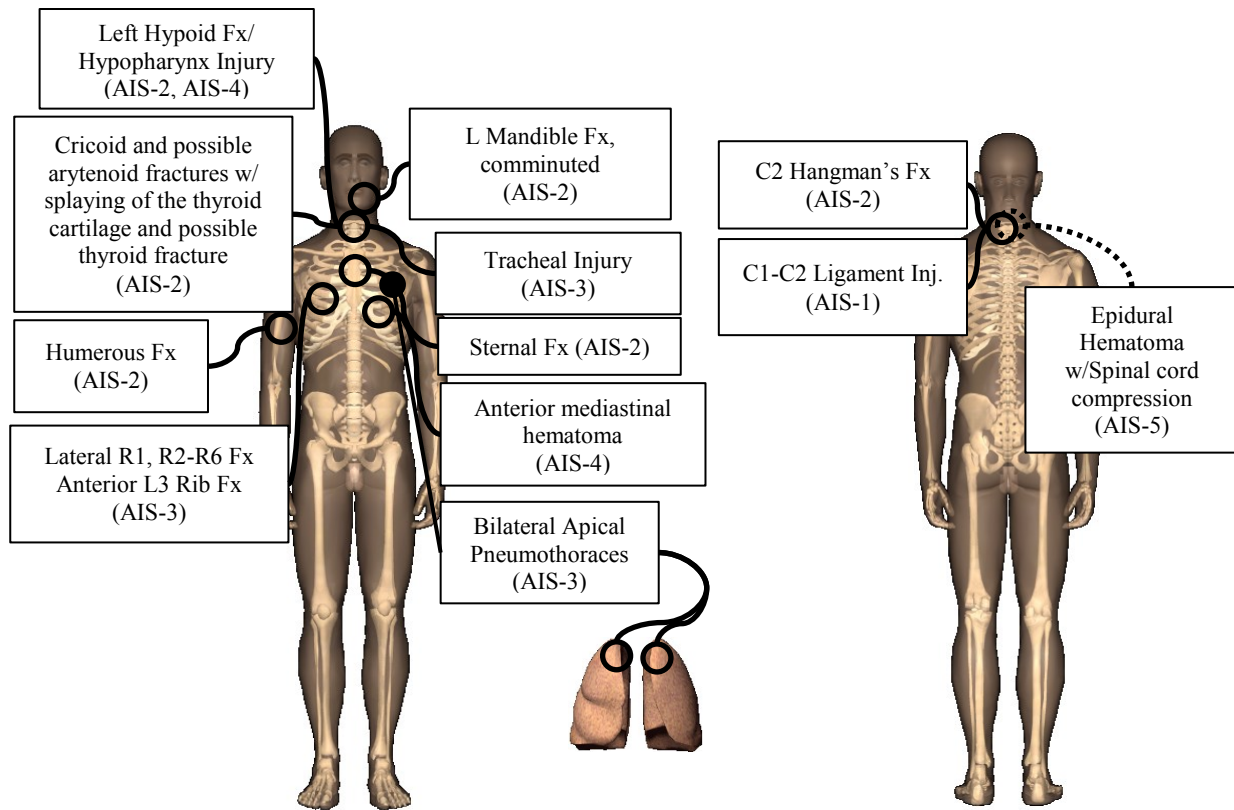 Left Hypoid Fx/
Hypopharynx Injury
(AIS-2, AIS-4)
Cricoid and possible
arytenoid fractures w/
splaying of the thyroid
cartilage and possible
thyroid fracture
(AIS-2)
Humerous Fx
(AIS-2)
Lateral R1, R2-R6 Fx
Anterior L3 Rib Fx
(AIS-3)
L Mandible Fx,
comminuted
(AIS-2)
Tracheal Injury
(AIS-3)
Sternal Fx (AIS-2)
Anterior mediastinal
hematoma
(AIS-4)
Bilateral Apical
Pneumothoraces
(AIS-3)
C2 Hangman’s Fx
(AIS-2)
C1-C2 Ligament Inj.
(AIS-1)
Epidural
Hematoma
w/Spinal cord
compression
(AIS-5)